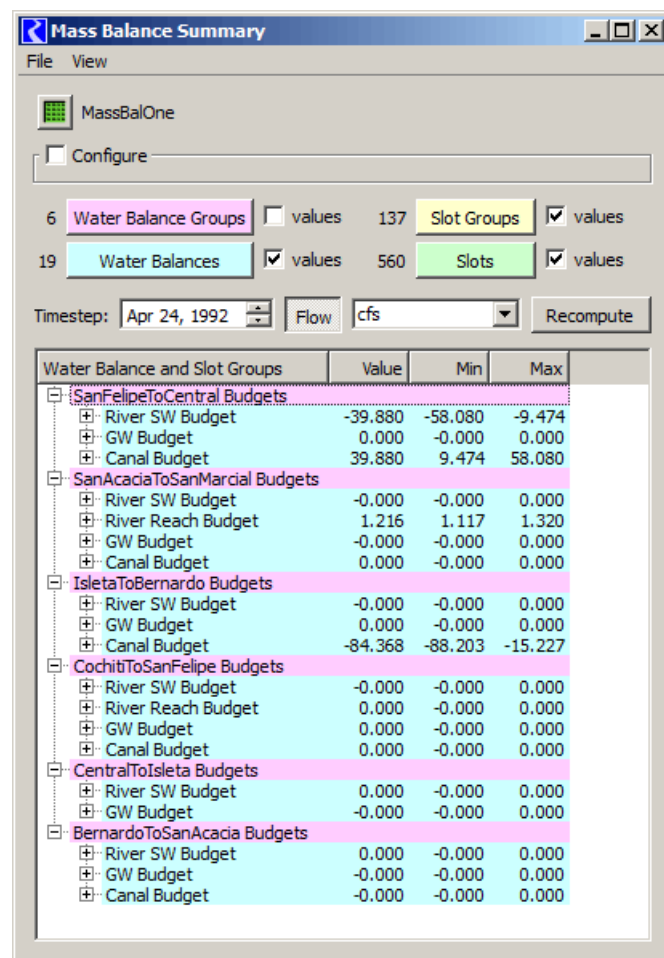 Mass Balance Summary
File View
MassBalOne
Configure
6 Water Balance Groups values 137 Slot Groups values
19 Water Balances values 560 Slots values
Timestep: Apr 24, 1992 Flow cfs Recompute
Water Balance and Slot Groups Value Min Max
SanFelipeToCentral Budgets
River SW Budget -39.880 -58.080 -9.474
GW Budget 0.000 -0.000 0.000
Canal Budget 39.880 9.474 58.080
SanAcaciaToSanMarcial Budgets
River SW Budget -0.000 -0.000 0.000
River Reach Budget 1.216 1.117 1.320
GW Budget -0.000 -0.000 0.000
Canal Budget 0.000 -0.000 0.000
IsletaToBernardo Budgets
River SW Budget -0.000 -0.000 0.000
GW Budget 0.000 -0.000 0.000
Canal Budget -84.368 -88.203 -15.227
CochitiToSanFelipe Budgets
River SW Budget -0.000 -0.000 0.000
River Reach Budget 0.000 -0.000 0.000
GW Budget 0.000 -0.000 0.000
Canal Budget 0.000 -0.000 0.000
CentralToIsleta Budgets
River SW Budget 0.000 -0.000 0.000
GW Budget -0.000 -0.000 0.000
BernardoToSanAcacia Budgets
River SW Budget 0.000 -0.000 0.000
GW Budget -0.000 -0.000 0.000
Canal Budget -0.000 -0.000 0.000